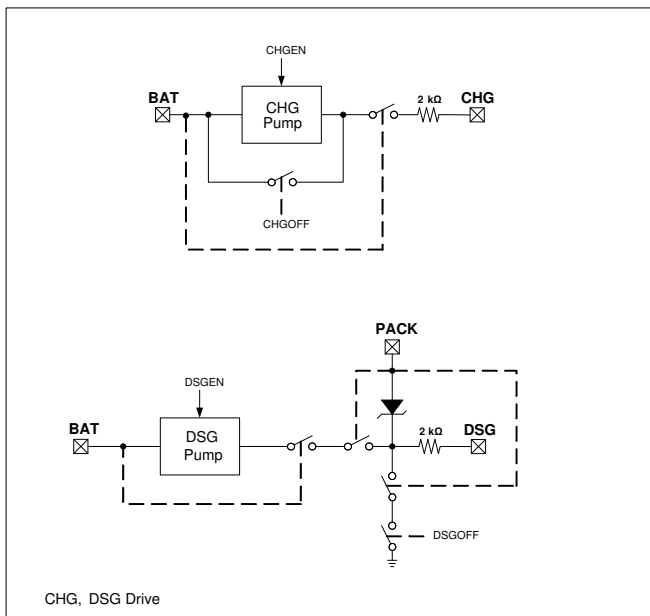 CHGEN
BAT
CHG
Pump
2 kΩ
CHG
CHGOFF
PACK
DSGEN
BAT
DSG
Pump
2 kΩ
DSG
DSGOFF
CHG, DSG Drive